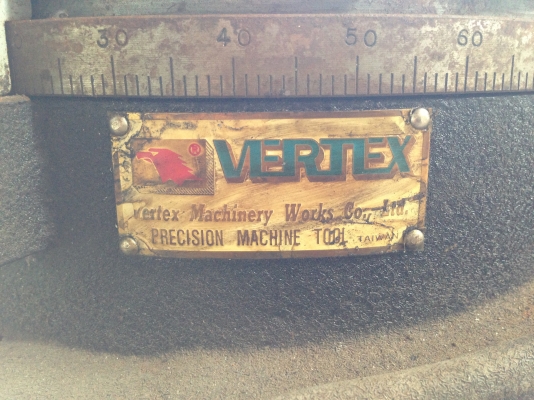 30 40 50 60
® VERTEX
Vertex Machinery Works Co., Ltd.
PRECISION MACHINE TOOL TAIWAN